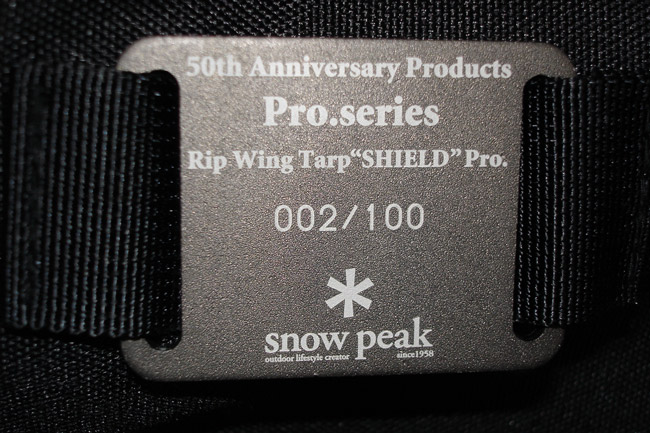 50th Anniversary Products
Pro.series
Rip Wing Tarp“SHIELD”Pro.
002/100
snow peak
outdoor lifestyle creator since1958